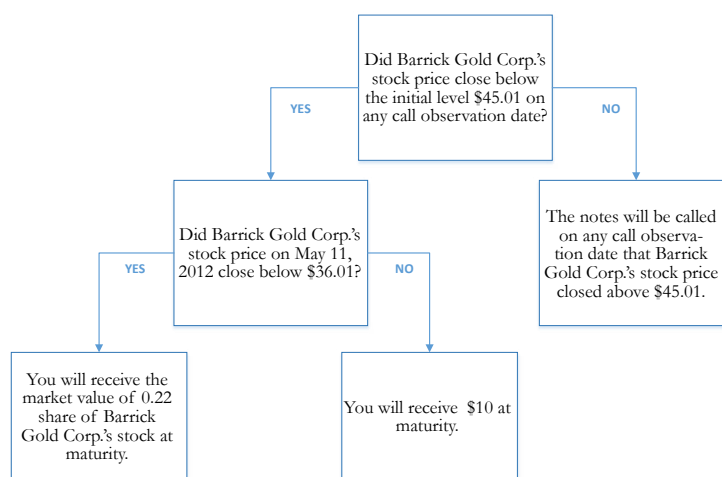 Did Barrick Gold Corp.'s
stock price close below
the initial level $45.01 on
any call observation date?
YES
NO
Did Barrick Gold Corp.'s
stock price on May 11,
2012 close below $36.01?
The notes will be called
on any call observa-
tion date that Barrick
Gold Corp.'s stock price
closed above $45.01.
YES
NO
You will receive the
market value of 0.22
share of Barrick
Gold Corp.'s stock at
maturity.
You will receive $10 at
maturity.